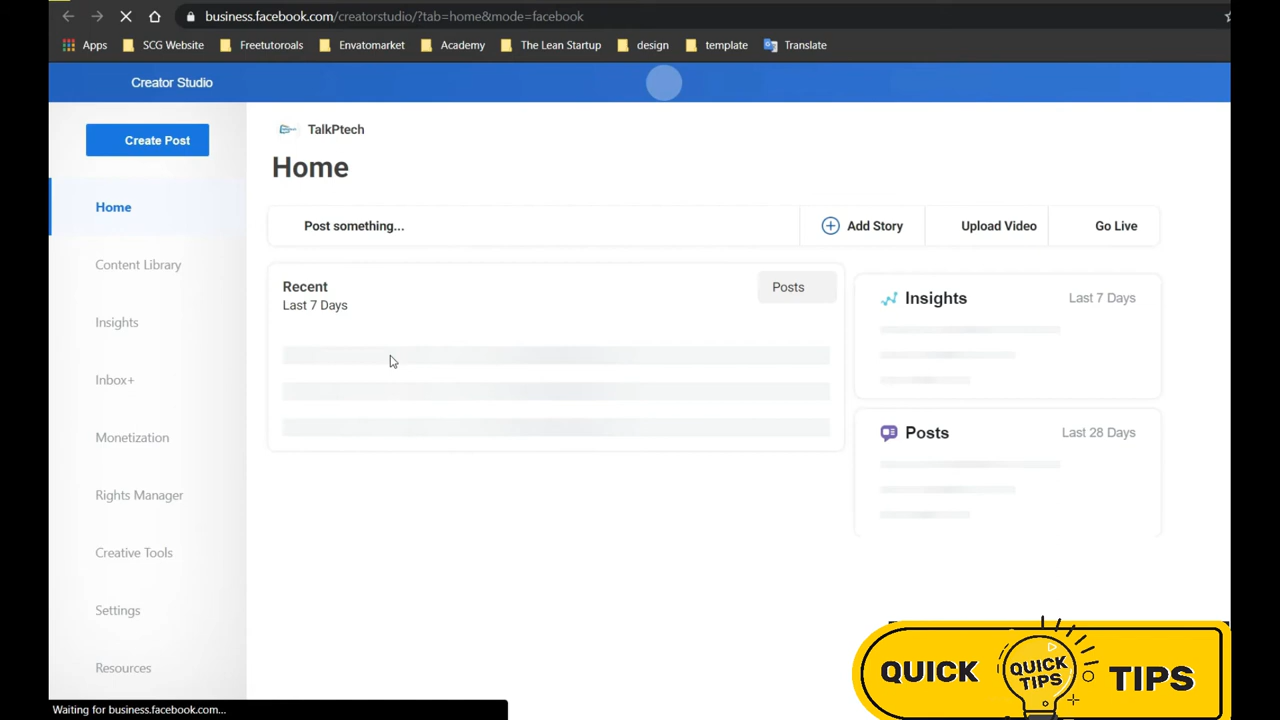 business.facebook.com/creatorstudio/?tab=home&mode=facebook
Apps SCG Website Freetutoroals Envatomarket Academy The Lean Startup design template Translate
Creator Studio
Create Post
Home
Content Library
Insights
Inbox+
Monetization
Rights Manager
Creative Tools
Settings
Resources
TalkPtech
Home
Post something... Add Story Upload Video Go Live
Recent Posts
Last 7 Days
Insights Last 7 Days
Posts Last 28 Days
QUICK TIPS
QUICK
TIPS
Waiting for business.facebook.com...